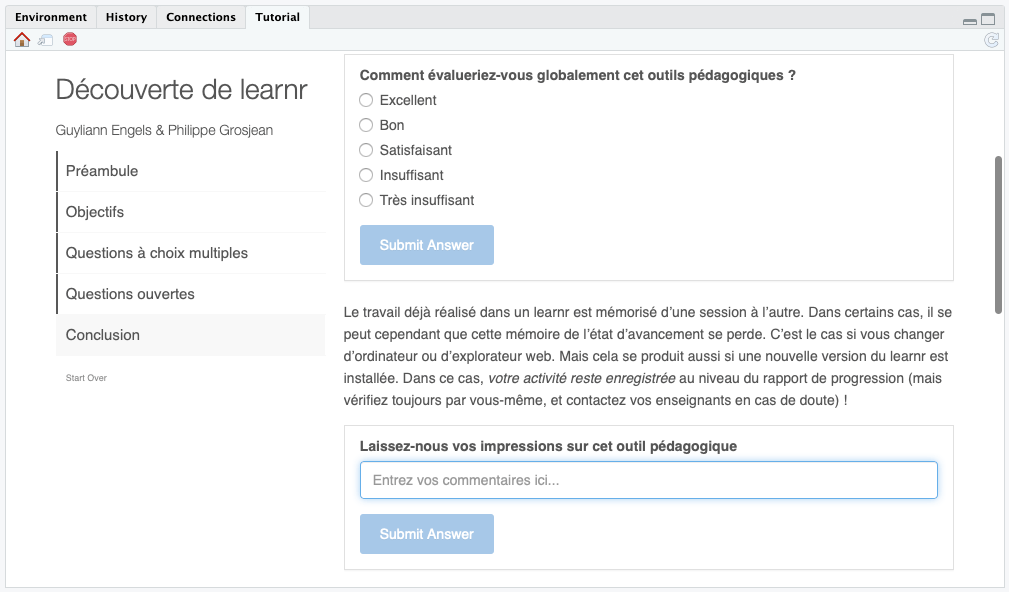 Environment History Connections Tutorial
STOP
Découverte de learnr
Guyliann Engels & Philippe Grosjean
Préambule
Objectifs
Questions à choix multiples
Questions ouvertes
Conclusion
Start Over
Comment évalueriez-vous globalement cet outils pédagogiques ?
Excellent
Bon
Satisfaisant
Insuffisant
Très insuffisant
Submit Answer
Le travail déjà réalisé dans un learnr est mémorisé d’une session à l’autre. Dans certains cas, il se
peut cependant que cette mémoire de l’état d’avancement se perde. C’est le cas si vous changer
d’ordinateur ou d’explorateur web. Mais cela se produit aussi si une nouvelle version du learnr est
installée. Dans ce cas, votre activité reste enregistrée au niveau du rapport de progression (mais
vérifiez toujours par vous-même, et contactez vos enseignants en cas de doute) !
Laissez-nous vos impressions sur cet outil pédagogique
Entrez vos commentaires ici...
Submit Answer